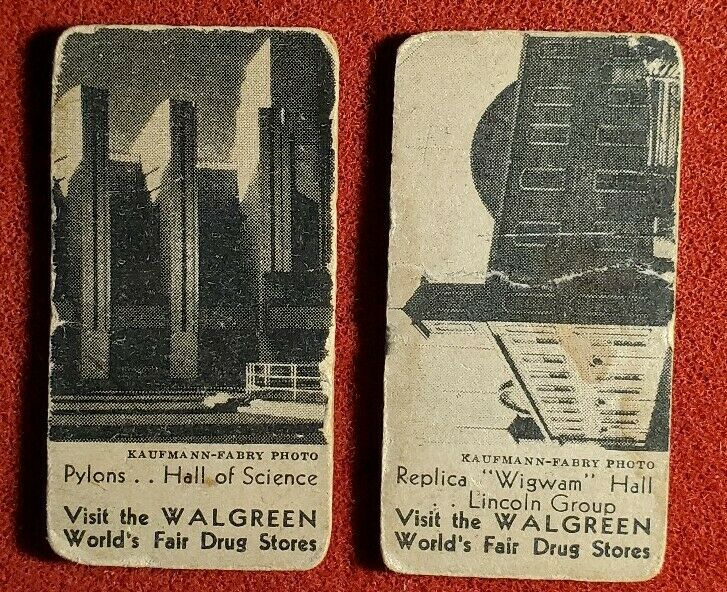 KAUFMANN-FABRY PHOTO
Pylons . . Hall of Science
Visit the WALGREEN
World's Fair Drug Stores
KAUFMANN-FABRY PHOTO
Replica "Wigwam" Hall
. . Lincoln Group
Visit the WALGREEN
World's Fair Drug Stores